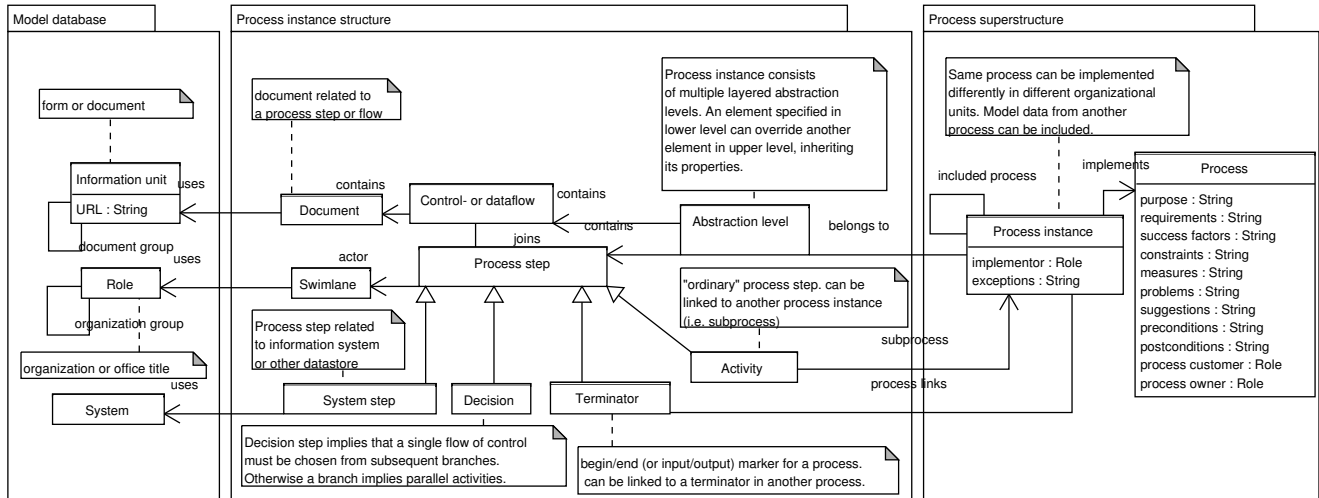 Model database
form or document
Information unit
URL : String
uses
document group
uses
Role
organization group
organization or office title
uses
System
Process instance structure
document related to
a process step or flow
Process instance consists
of multiple layered abstraction
levels. An element specified in
lower level can override another
element in upper level, inheriting
its properties.
contains
Document
Control- or dataflow
contains
contains
Abstraction level
belongs to
joins
Process step
actor
Swimlane
"ordinary" process step. can be
linked to another process instance
(i.e. subprocess)
subprocess
Process step related
to information system
or other datastore
Activity
process links
System step
Decision
Terminator
Decision step implies that a single flow of control
must be chosen from subsequent branches.
Otherwise a branch implies parallel activities.
begin/end (or input/output) marker for a process.
can be linked to a terminator in another process.
Process superstructure
Same process can be implemented
differently in different organizational
units. Model data from another
process can be included.
implements
included process
Process instance
implementor : Role
exceptions : String
Process
purpose : String
requirements : String
success factors : String
constraints : String
measures : String
problems : String
suggestions : String
preconditions : String
postconditions : String
process customer : Role
process owner : Role